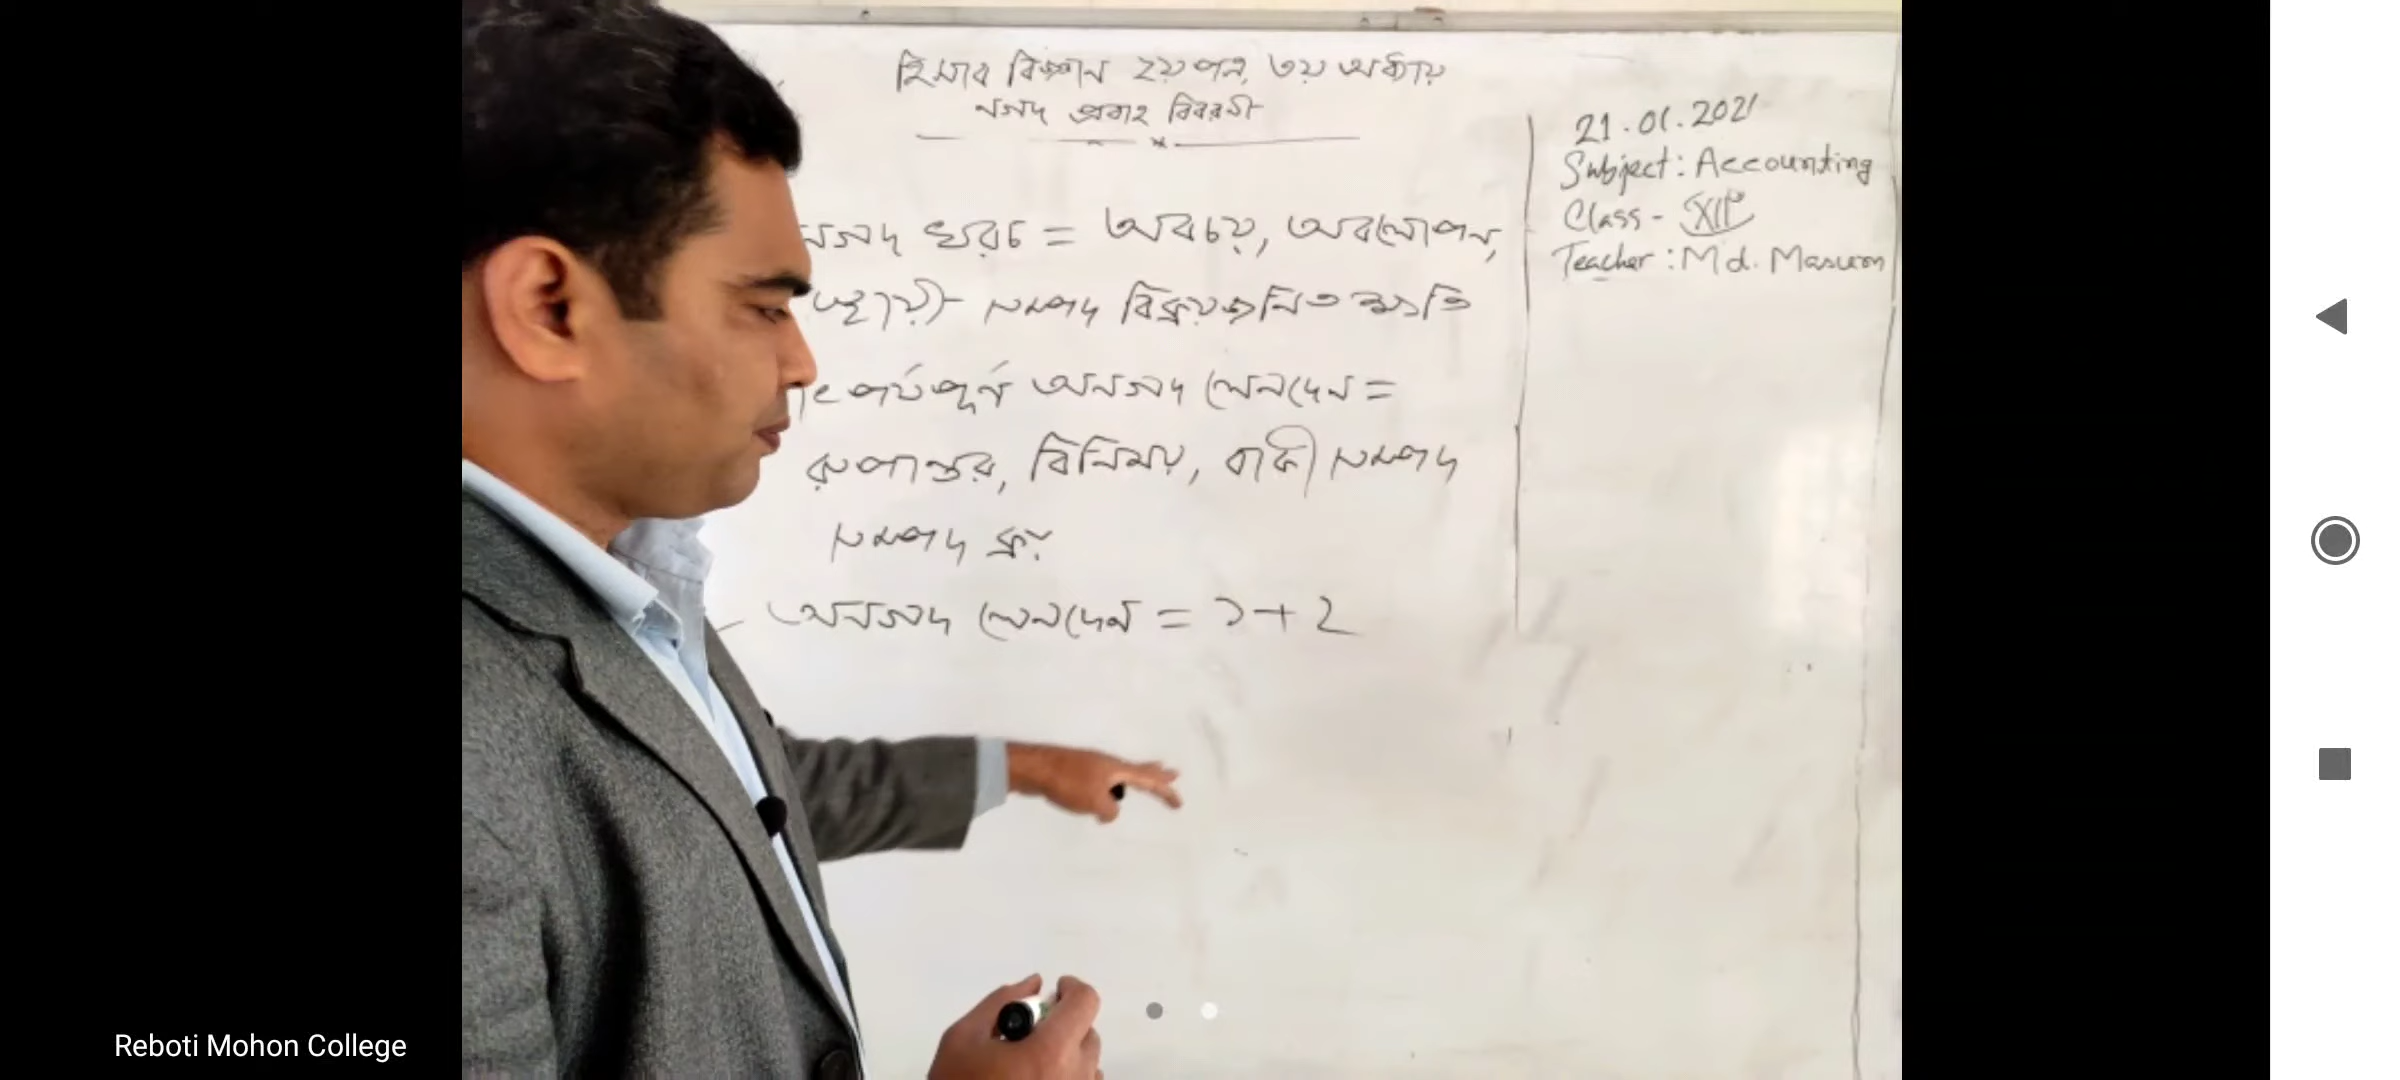 হিসাব বিজ্ঞান ২য় পত্র, ৩য় অধ্যায়
নগদ প্রবাহ বিবরণী
নগদ খরচ = অবচয়, অবলোপন,
স্থায়ী সম্পদ বিক্রয়জনিত ক্ষতি
পর্যপূর্ণ অনগদ লেনদেন =
রূপান্তর, বিনিময়, বাকী সম্পদ
সম্পদ ক্রয়
অনগদ লেনদেন = ১+২
21.01.2021
Subject: Accounting
Class - XII
Teacher: Md. Masum
Reboti Mohon College